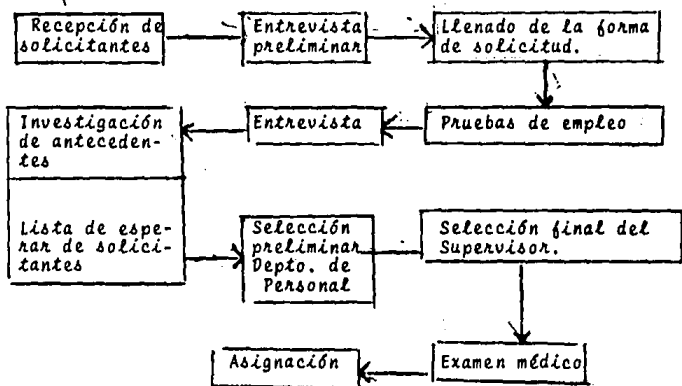 Recepción de
solicitantes
Entrevista
preliminar
Llenado de la forma
de solicitud.
Pruebas de empleo
Entrevista
Investigación
de anteceden-
tes
Lista de espe-
rar de solici-
tantes
Selección
preliminar
Depto. de
Personal
Selección final del
Supervisor.
Examen médico
Asignación